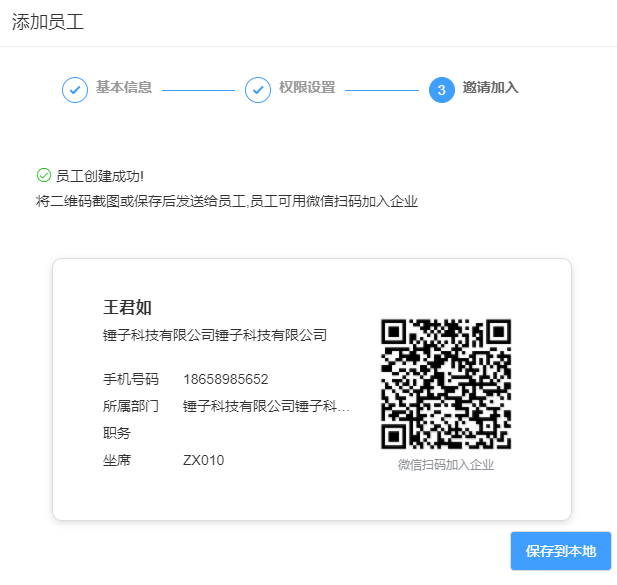 添加员工
基本信息
权限设置
3 邀请加入
员工创建成功!
将二维码截图或保存后发送给员工,员工可用微信扫码加入企业
王君如
锤子科技有限公司锤子科技有限公司
手机号码 18658985652
所属部门 锤子科技有限公司锤子科...
职务
坐席 ZX010
微信扫码加入企业
保存到本地